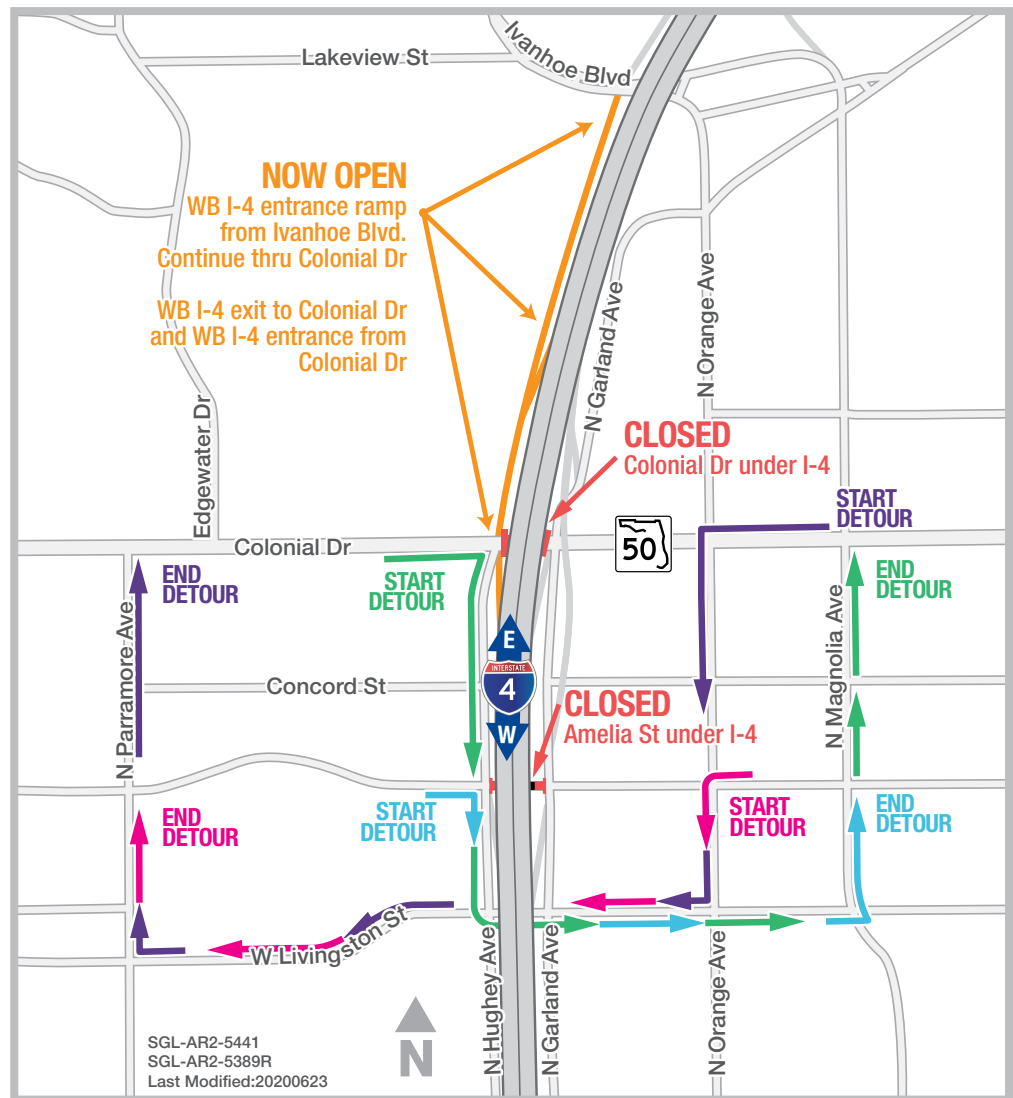 Ivanhoe Blvd
Lakeview St
NOW OPEN
WB I-4 entrance ramp
from Ivanhoe Blvd.
Continue thru Colonial Dr
WB I-4 exit to Colonial Dr
and WB I-4 entrance from
Colonial Dr
N Garland Ave
N Orange Ave
Edgewater Dr
CLOSED
Colonial Dr under I-4
START
DETOUR
50
Colonial Dr
END
DETOUR
START
DETOUR
END
DETOUR
N Parramore Ave
N Magnolia Ave
E
INTERSTATE
4
W
Concord St
CLOSED
Amelia St under I-4
END
DETOUR
START
DETOUR
START
DETOUR
END
DETOUR
W Livingston St
N Hughey Ave
N Garland Ave
N Orange Ave
N
SGL-AR2-5441
SGL-AR2-5389R
Last Modified:20200623